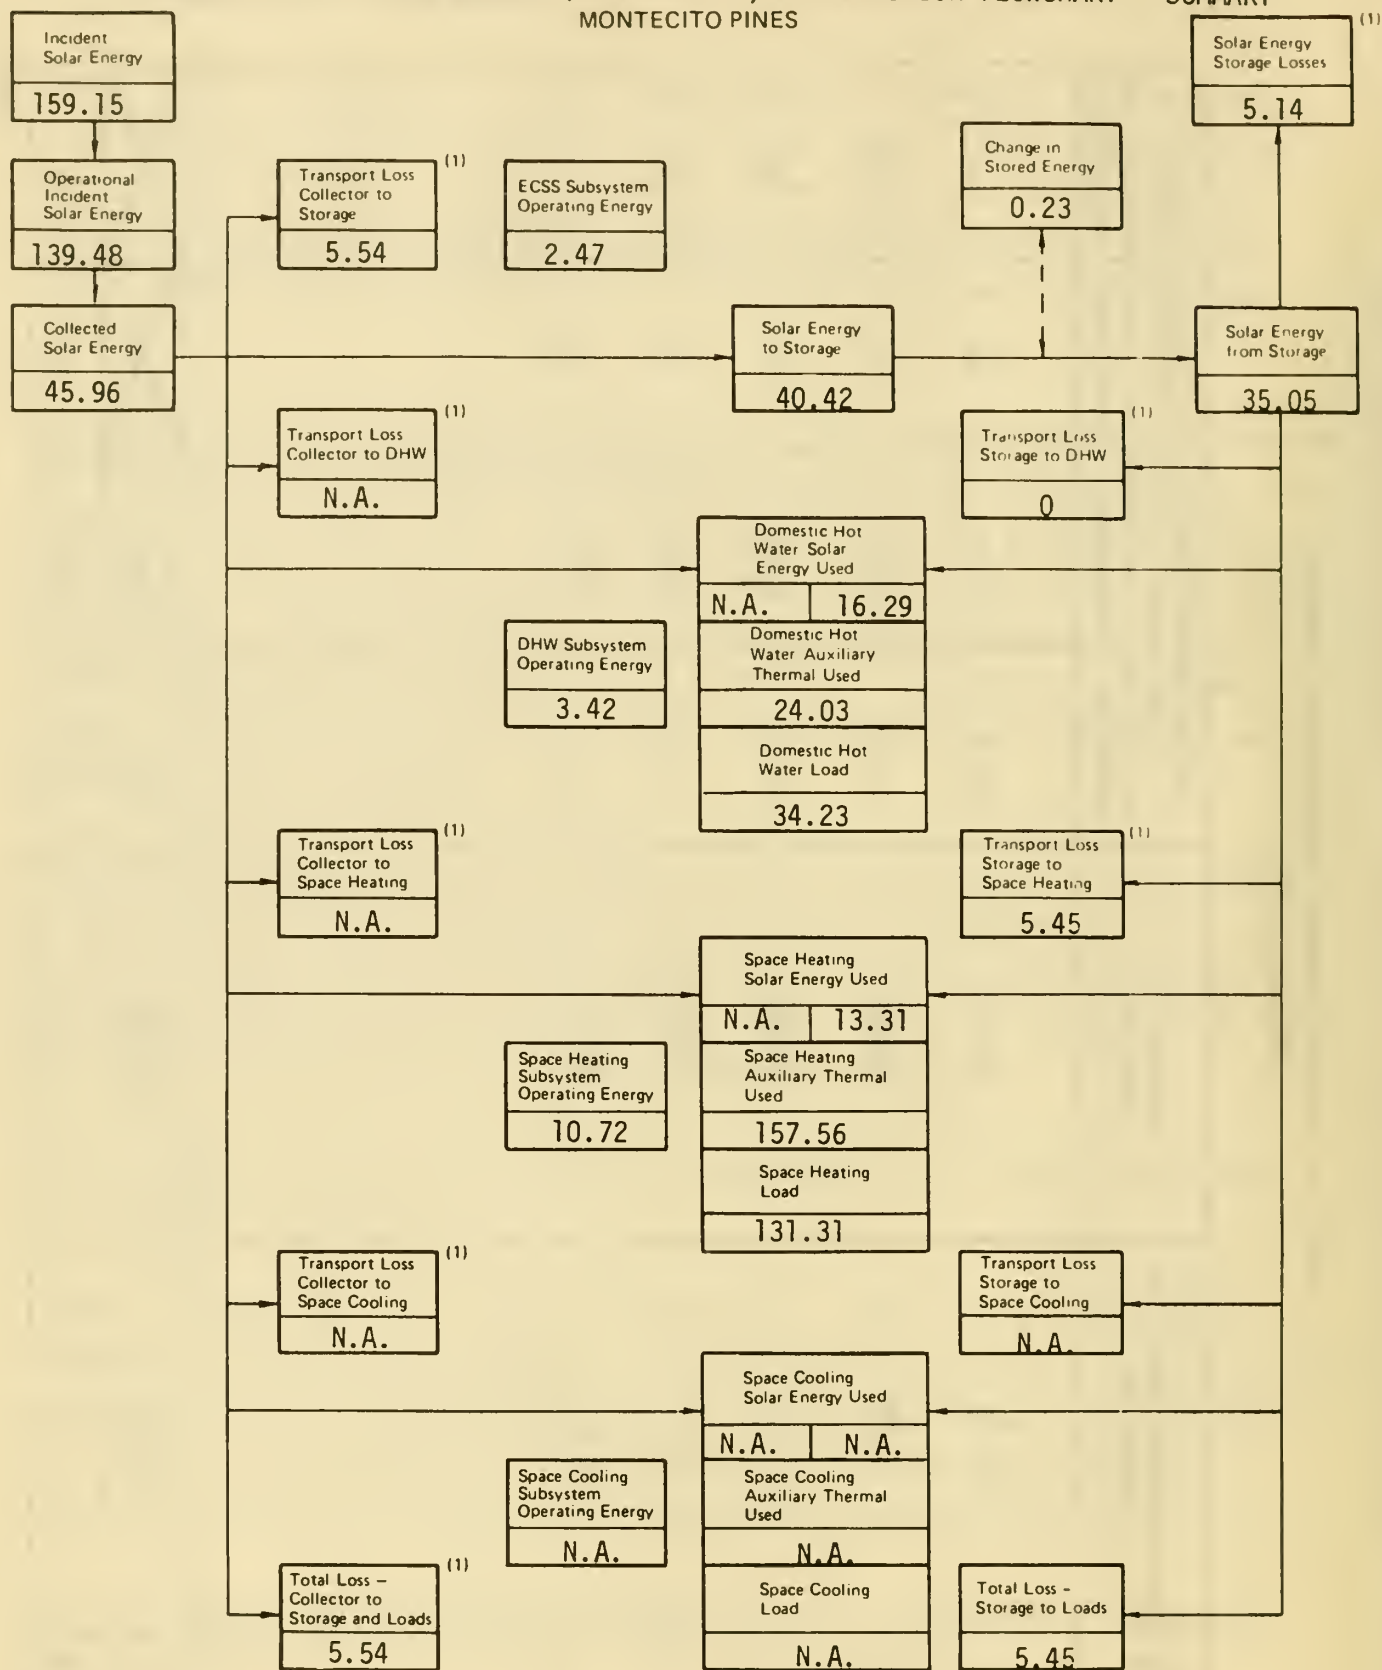 MONTECITO PINES
Incident
Solar Energy
159.15
(1)
Solar Energy
Storage Losses
5.14
Change in
Stored Energy
0.23
Operational
Incident
Solar Energy
139.48
(1)
Transport Loss
Collector to
Storage
5.54
ECSS Subsystem
Operating Energy
2.47
Collected
Solar Energy
45.96
Solar Energy
to Storage
40.42
Solar Energy
from Storage
35.05
(1)
Transport Loss
Collector to DHW
N.A.
(1)
Transport Loss
Storage to DHW
0
Domestic Hot
Water Solar
Energy Used
N.A. 16.29
DHW Subsystem
Operating Energy
3.42
Domestic Hot
Water Auxiliary
Thermal Used
24.03
Domestic Hot
Water Load
34.23
(1)
Transport Loss
Collector to
Space Heating
N.A.
(1)
Transport Loss
Storage to
Space Heating
5.45
Space Heating
Solar Energy Used
N.A. 13.31
Space Heating
Subsystem
Operating Energy
10.72
Space Heating
Auxiliary Thermal
Used
157.56
Space Heating
Load
131.31
(1)
Transport Loss
Collector to
Space Cooling
N.A.
Transport Loss
Storage to
Space Cooling
N.A.
Space Cooling
Solar Energy Used
N.A. N.A.
Space Cooling
Subsystem
Operating Energy
N.A.
Space Cooling
Auxiliary Thermal
Used
N.A.
Space Cooling
Load
N.A.
(1)
Total Loss –
Collector to
Storage and Loads
5.54
Total Loss -
Storage to Loads
5.45